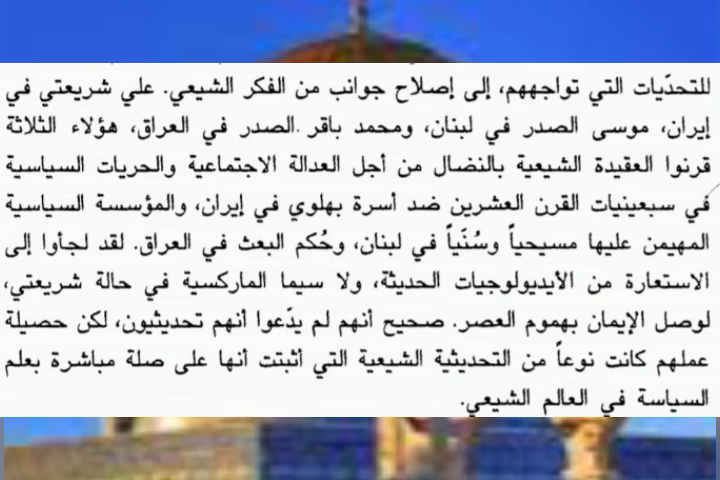 للتحدّيات التي تواجههم، إلى إصلاح جوانب من الفكر الشيعي. علي شريعتي في
إيران، موسى الصدر في لبنان، ومحمد باقر .الصدر في العراق، هؤلاء الثلاثة
قرنوا العقيدة الشيعية بالنضال من أجل العدالة الاجتماعية والحريات السياسية
في سبعينيات القرن العشرين ضد أسرة بهلوي في إيران، والمؤسسة السياسية
المهيمن عليها مسيحياً وسُنّياً في لبنان، وحُكم البعث في العراق. لقد لجأوا إلى
الاستعارة من الأيديولوجيات الحديثة، ولا سيما الماركسية في حالة شريعتي،
لوصل الإيمان بهموم العصر. صحيح أنهم لم يدّعوا أنهم تحديثيون، لكن حصيلة
عملهم كانت نوعاً من التحديثية الشيعية التي أثبتت أنها على صلة مباشرة بعلم
السياسة في العالم الشيعي.